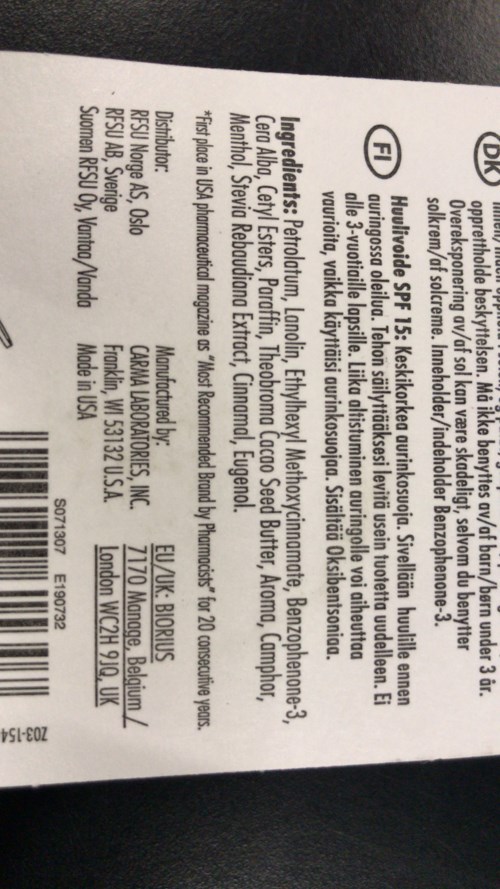 DK
opprettholde beskyttelsen. Må ikke benyttes av/af barn/børn under 3 år.
Overeksponering av/af sol kan være skadeligt, selvom du benytter
solkrem/af solcreme. Inneholder/indeholder Benzophenone-3.
FI
Huulivoide SPF 15: Keskikorkea aurinkosuoja. Sivellään huulille ennen
auringossa oleilua. Tehon säilyttääksesi levitä usein tuotetta uudelleen. Ei
alle 3-vuotiaille lapsille. Liika altistuminen auringolle voi aiheuttaa
vaurioita, vaikka käyttäisi aurinkosuojaa. Sisältää Oksibentsonia.
Ingredients: Petrolatum, Lanolin, Ethylhexyl Methoxycinnamate, Benzophenone-3,
Cera Alba, Cetyl Esters, Paraffin, Theobroma Cacao Seed Butter, Aroma, Camphor,
Menthol, Stevia Rebaudiana Extract, Cinnamal, Eugenol.
*First place in USA pharmaceutical magazine as "Most Recommended Brand by Pharmacists" for 20 consecutive years.
Distributor:
RFSU Norge AS, Oslo
RFSU AB, Sverige
Suomen RFSU Oy, Vantaa/Vanda
Manufactured by:
CARMA LABORATORIES, INC.
Franklin, WI 53132 U.S.A.
Made in USA
EU/UK: BIORIUS
7170 Manage, Belgium /
London WC2H 9JQ, UK
S071307 E190732
Z03-154